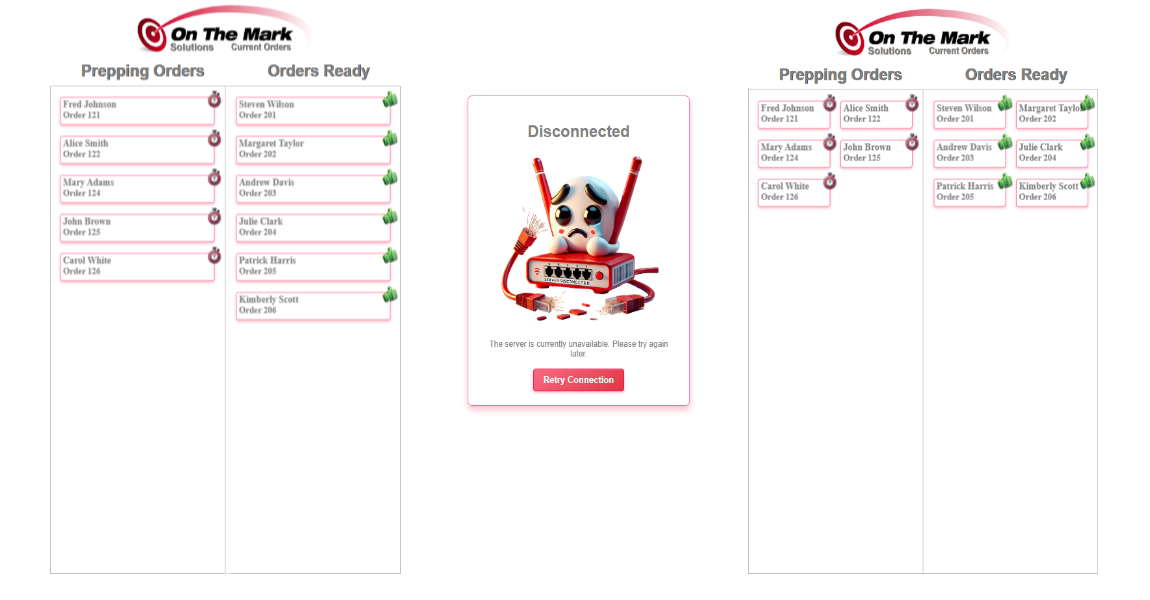 On The Mark
Solutions Current Orders
Prepping Orders
Orders Ready
Fred Johnson
Order 121
Alice Smith
Order 122
Mary Adams
Order 124
John Brown
Order 125
Carol White
Order 126
Steven Wilson
Order 201
Margaret Taylor
Order 202
Andrew Davis
Order 203
Julie Clark
Order 204
Patrick Harris
Order 205
Kimberly Scott
Order 206
Disconnected
SERVER DISCONNECTED
The server is currently unavailable. Please try again
later.
Retry Connection
On The Mark
Solutions Current Orders
Prepping Orders
Orders Ready
Fred Johnson
Order 121
Alice Smith
Order 122
Mary Adams
Order 124
John Brown
Order 125
Carol White
Order 126
Steven Wilson
Order 201
Margaret Taylo
Order 202
Andrew Davis
Order 203
Julie Clark
Order 204
Patrick Harris
Order 205
Kimberly Scott
Order 206